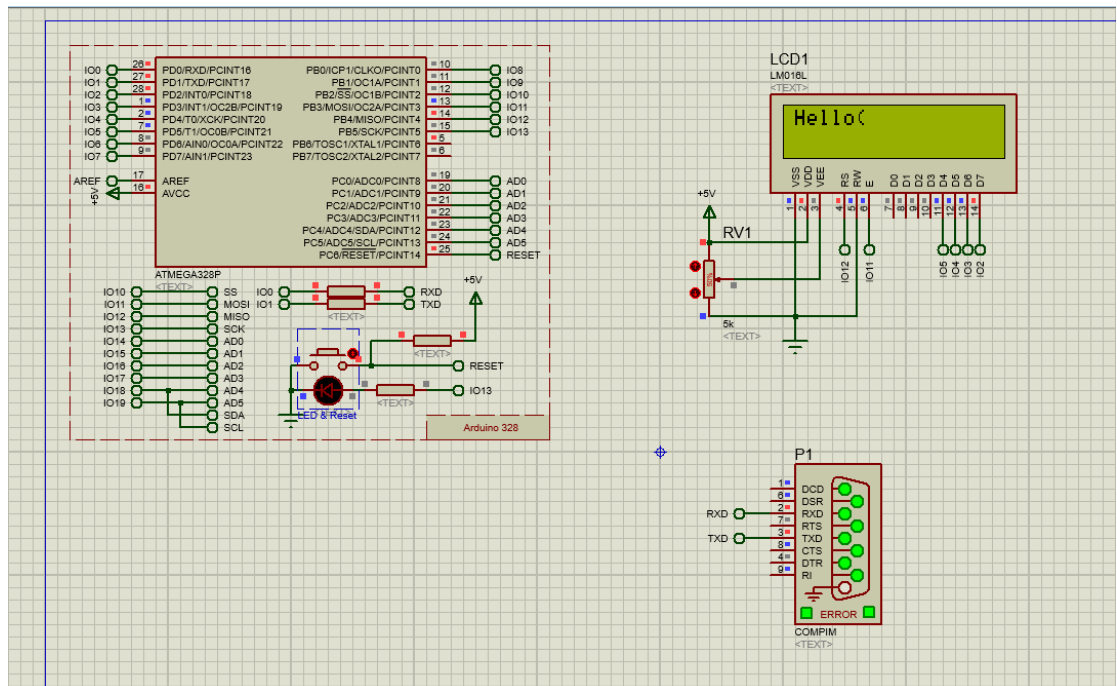 IO0 26 PD0/RXD/PCINT16 PB0/ICP1/CLKO/PCINT0 10 IO8
IO1 27 PD1/TXD/PCINT17 PB1/OC1A/PCINT1 11 IO9
IO2 28 PD2/INT0/PCINT18 PB2/SS/OC1B/PCINT2 12 IO10
IO3 1 PD3/INT1/OC2B/PCINT19 PB3/MOSI/OC2A/PCINT3 13 IO11
IO4 2 PD4/T0/XCK/PCINT20 PB4/MISO/PCINT4 14 IO12
IO5 7 PD5/T1/OC0B/PCINT21 PB5/SCK/PCINT5 15 IO13
IO6 8 PD6/AIN0/OC0A/PCINT22 PB6/TOSC1/XTAL1/PCINT6 5
IO7 9 PD7/AIN1/PCINT23 PB7/TOSC2/XTAL2/PCINT7 6
AREF 17 AREF PC0/ADC0/PCINT8 19 AD0
+5V 16 AVCC PC1/ADC1/PCINT9 20 AD1
PC2/ADC2/PCINT10 21 AD2
PC3/ADC3/PCINT11 22 AD3
PC4/ADC4/SDA/PCINT12 23 AD4
PC5/ADC5/SCL/PCINT13 24 AD5
PC6/RESET/PCINT14 25 RESET
ATMEGA328P
<TEXT>
IO10 SS
IO11 MOSI
IO12 MISO
IO13 SCK
IO14 AD0
IO15 AD1
IO16 AD2
IO17 AD3
IO18 AD4
IO19 AD5
SDA
SCL
IO0 RXD
IO1 TXD
<TEXT>
+5V
<TEXT>
RESET
IO13
<TEXT>
LED & Reset
Arduino 328
LCD1
LM016L
<TEXT>
Hello(
VSS VDD VEE RS RW E D0 D1 D2 D3 D4 D5 D6 D7
1 2 3 4 5 6 7 8 9 10 11 12 13 14
IO12 IO11 IO5 IO4 IO3 IO2
+5V
RV1
50%
5k
<TEXT>
P1
1 DCD
6 DSR
RXD 2 RXD
7 RTS
TXD 3 TXD
8 CTS
4 DTR
9 RI
ERROR
COMPIM
<TEXT>